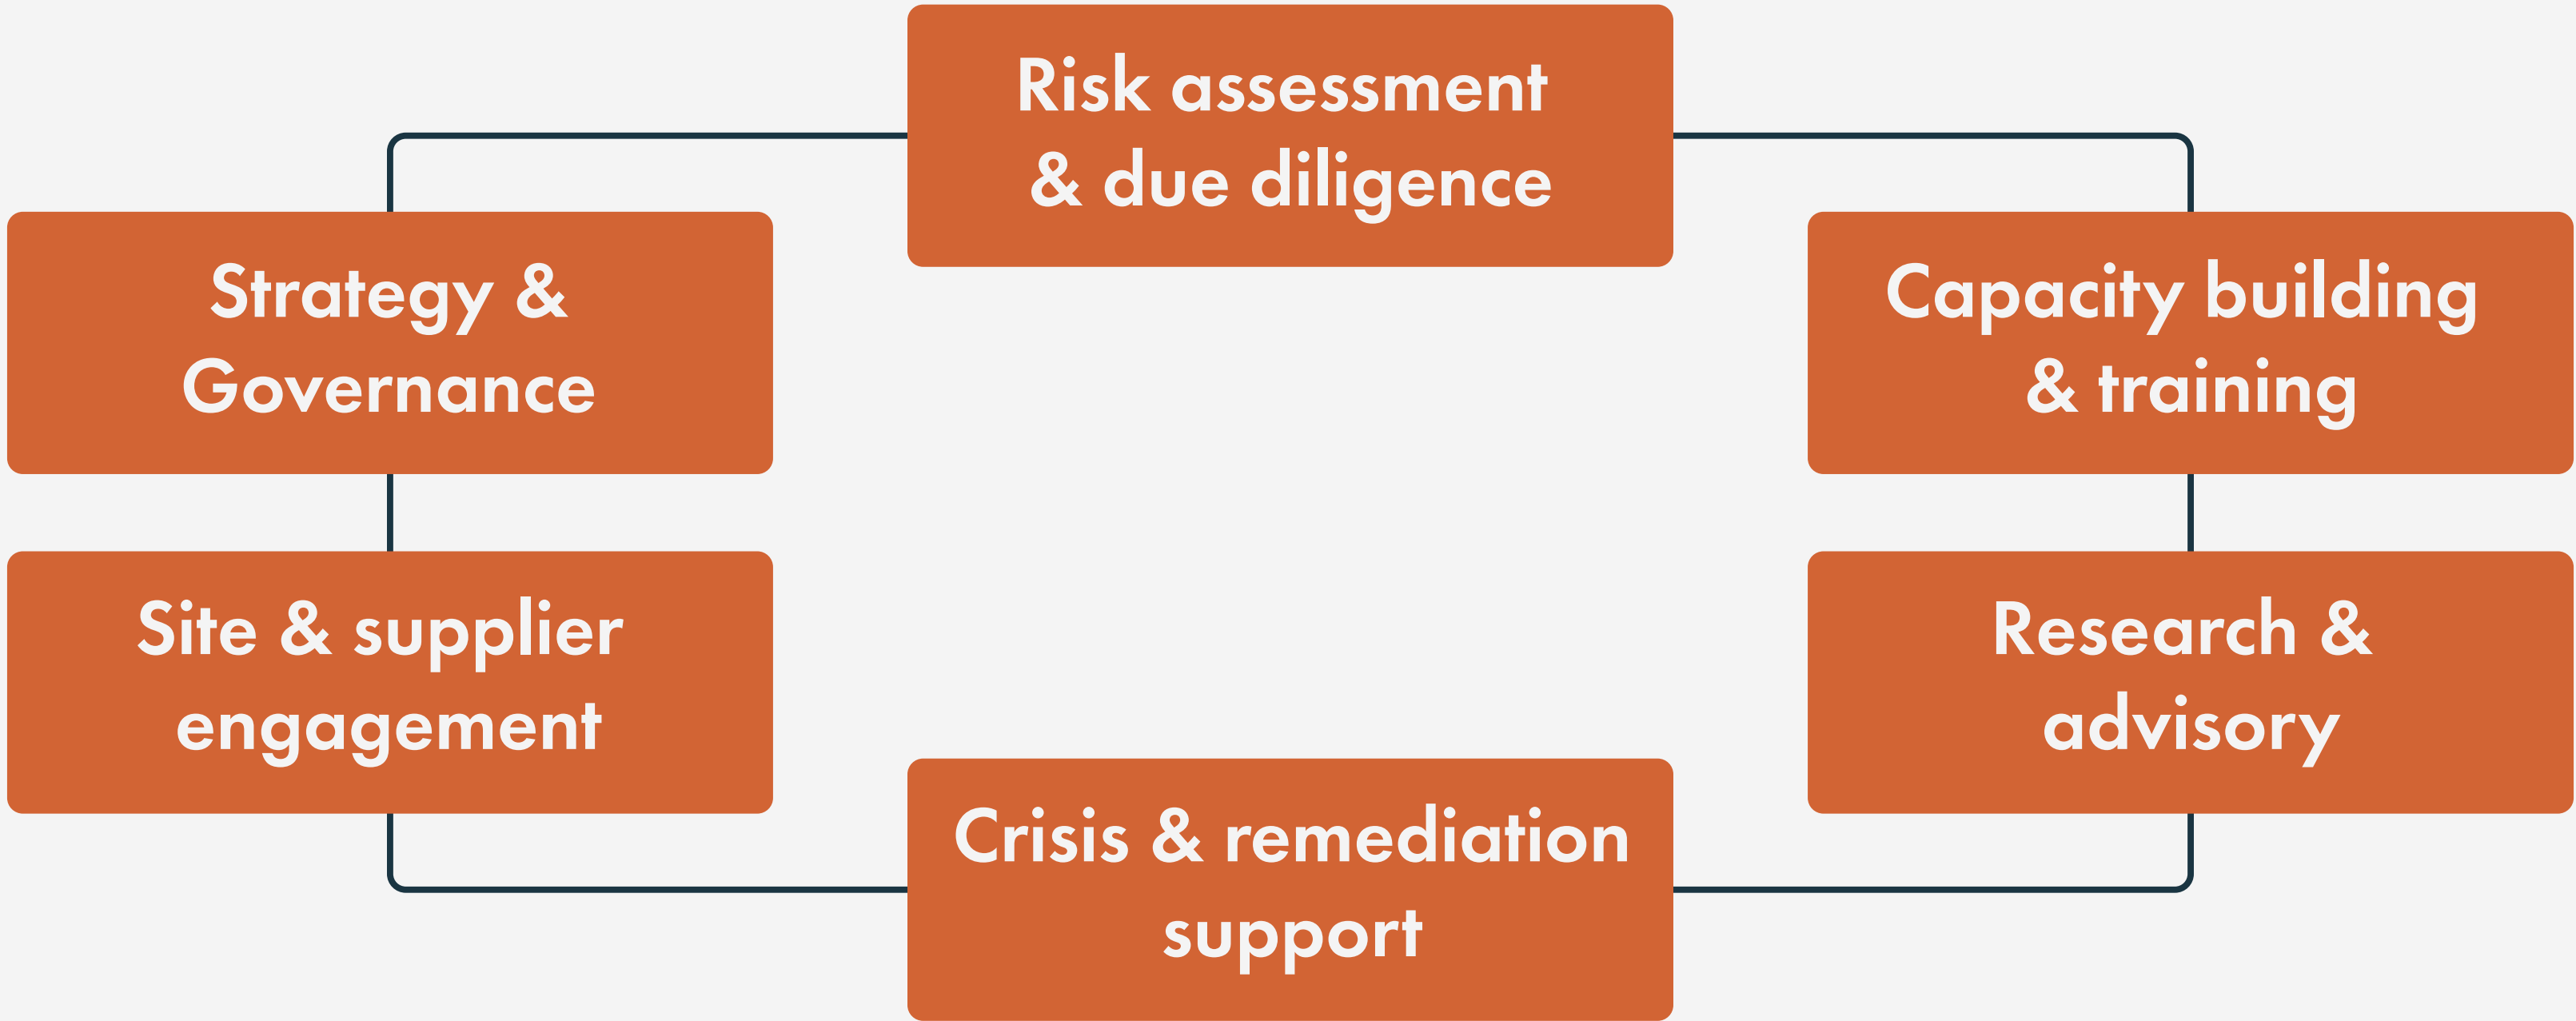 Risk assessment
& due diligence
Strategy &
Governance
Capacity building
& training
Site & supplier
engagement
Research &
advisory
Crisis & remediation
support